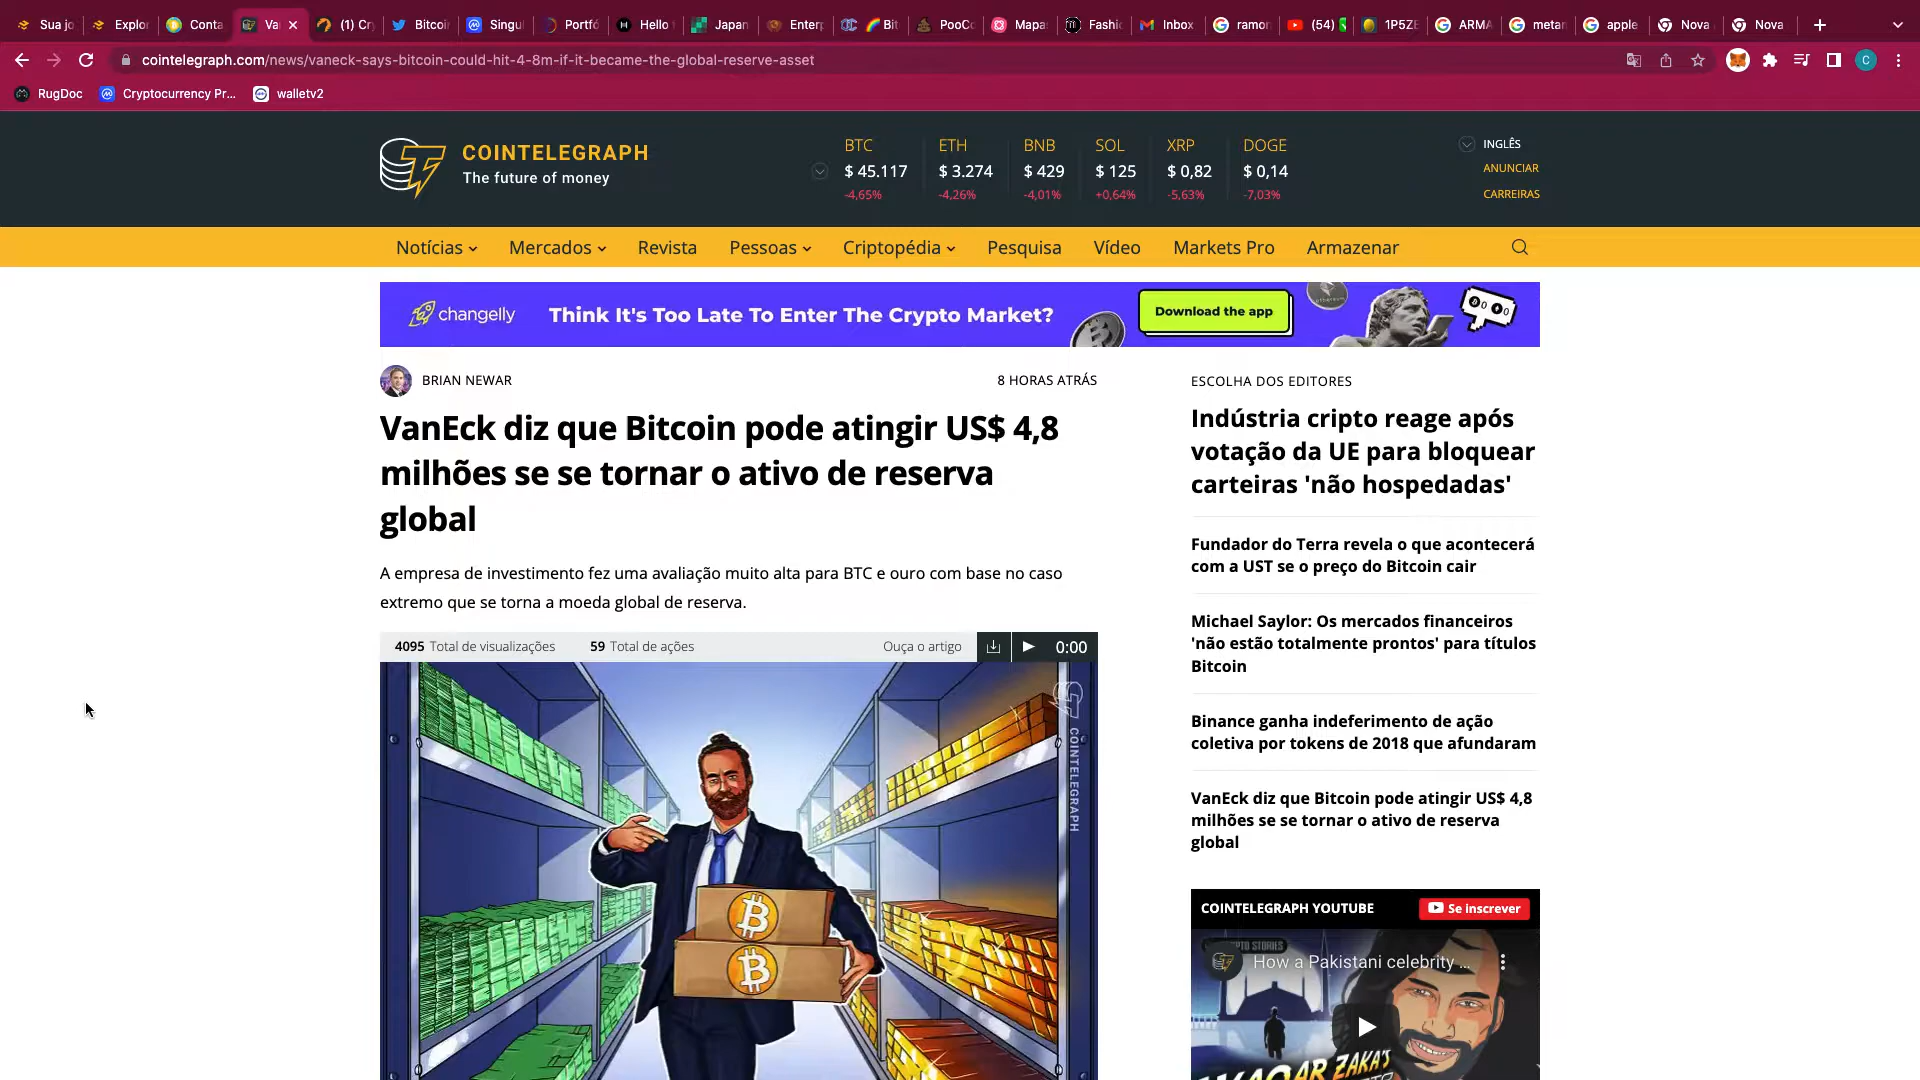 Sua jo
Explor
Conta
Va
(1) Cr
Bitcoi
Singu
Portfó
Hello
Japan
Enterp
Bit
PooCo
Mapa
Fashi
Inbox
ramon
(54)
1P5ZE
ARMA
metar
apple
Nova
Nova
cointelegraph.com/news/vaneck-says-bitcoin-could-hit-4-8m-if-it-became-the-global-reserve-asset
C
RugDoc
Cryptocurrency Pr...
walletv2
COINTELEGRAPH
The future of money
BTC ETH BNB SOL XRP DOGE
$ 45.117 $ 3.274 $ 429 $ 125 $ 0,82 $ 0,14
-4,65% -4,26% -4,01% +0,64% -5,63% -7,03%
INGLÊS
ANUNCIAR
CARREIRAS
Notícias Mercados Revista Pessoas Criptopédia Pesquisa Vídeo Markets Pro Armazenar
changelly Think It's Too Late To Enter The Crypto Market? Download the app
BRIAN NEWAR 8 HORAS ATRÁS
VanEck diz que Bitcoin pode atingir US$ 4,8
milhões se se tornar o ativo de reserva
global
A empresa de investimento fez uma avaliação muito alta para BTC e ouro com base no caso
extremo que se torna a moeda global de reserva.
4095 Total de visualizações 59 Total de ações Ouça o artigo 0:00
COINTELEGRAPH
ESCOLHA DOS EDITORES
Indústria cripto reage após
votação da UE para bloquear
carteiras 'não hospedadas'
Fundador do Terra revela o que acontecerá
com a UST se o preço do Bitcoin cair
Michael Saylor: Os mercados financeiros
'não estão totalmente prontos' para títulos
Bitcoin
Binance ganha indeferimento de ação
coletiva por tokens de 2018 que afundaram
VanEck diz que Bitcoin pode atingir US$ 4,8
milhões se se tornar o ativo de reserva
global
COINTELEGRAPH YOUTUBE Se inscrever
How a Pakistani celebrity ...
ZAKA'S